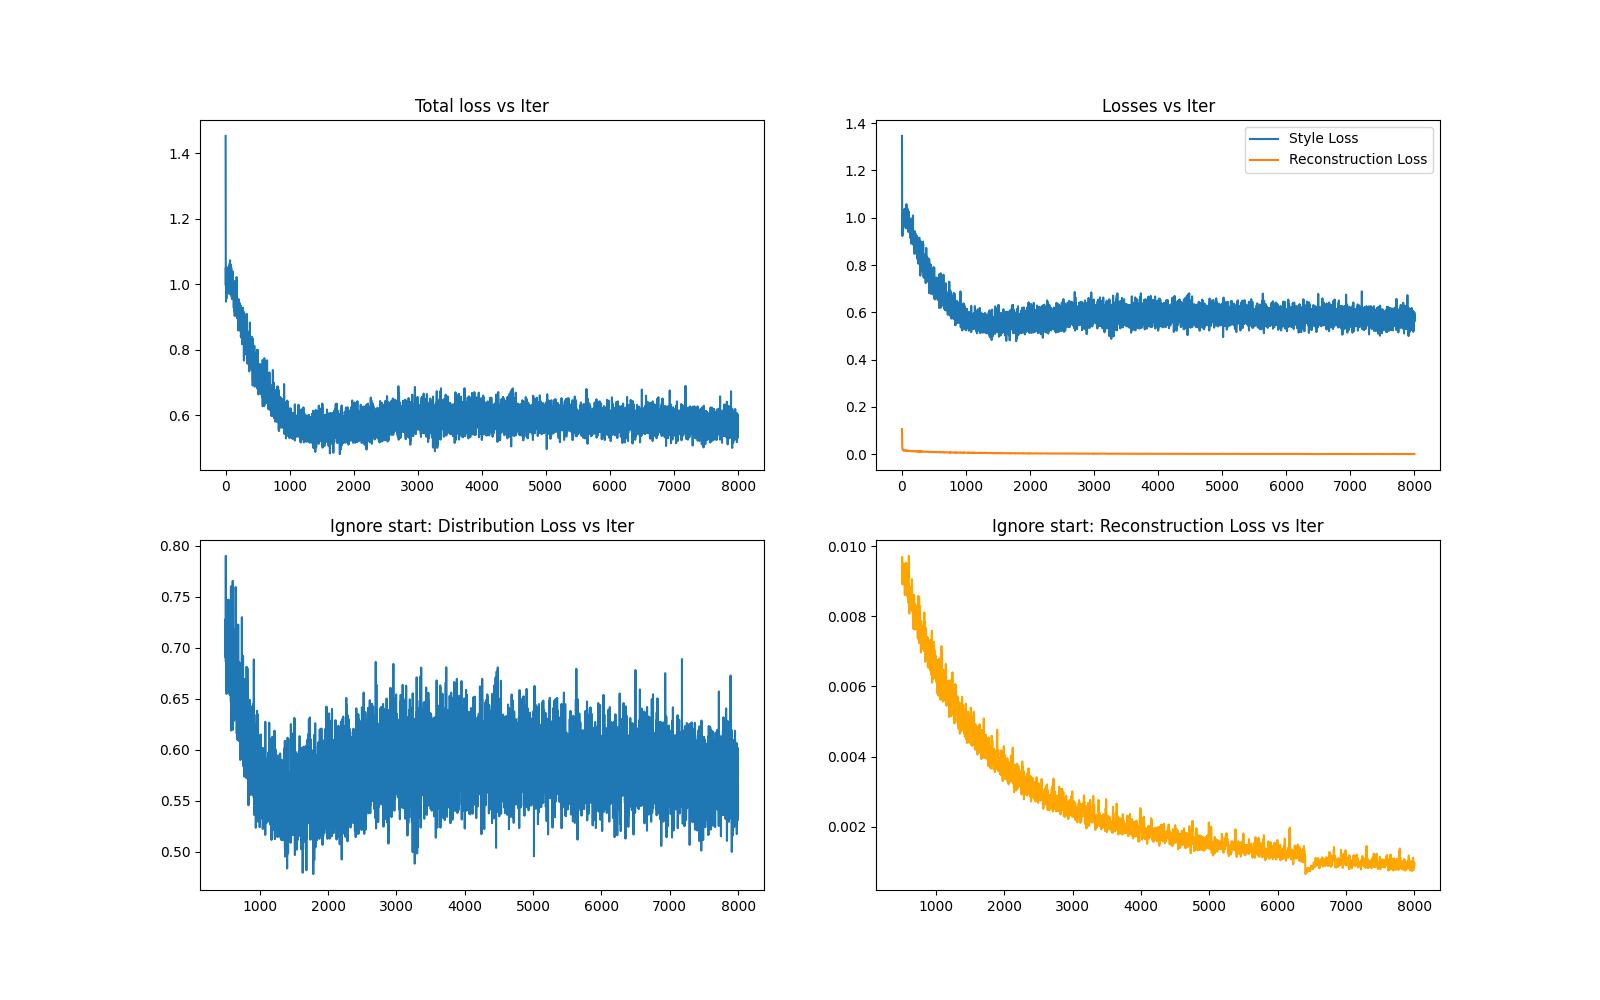 Total loss vs Iter
1.4
1.2
1.0
0.8
0.6
0 1000 2000 3000 4000 5000 6000 7000 8000
Losses vs Iter
Style Loss
Reconstruction Loss
1.4
1.2
1.0
0.8
0.6
0.4
0.2
0.0
0 1000 2000 3000 4000 5000 6000 7000 8000
Ignore start: Distribution Loss vs Iter
0.80
0.75
0.70
0.65
0.60
0.55
0.50
1000 2000 3000 4000 5000 6000 7000 8000
Ignore start: Reconstruction Loss vs Iter
0.010
0.008
0.006
0.004
0.002
1000 2000 3000 4000 5000 6000 7000 8000